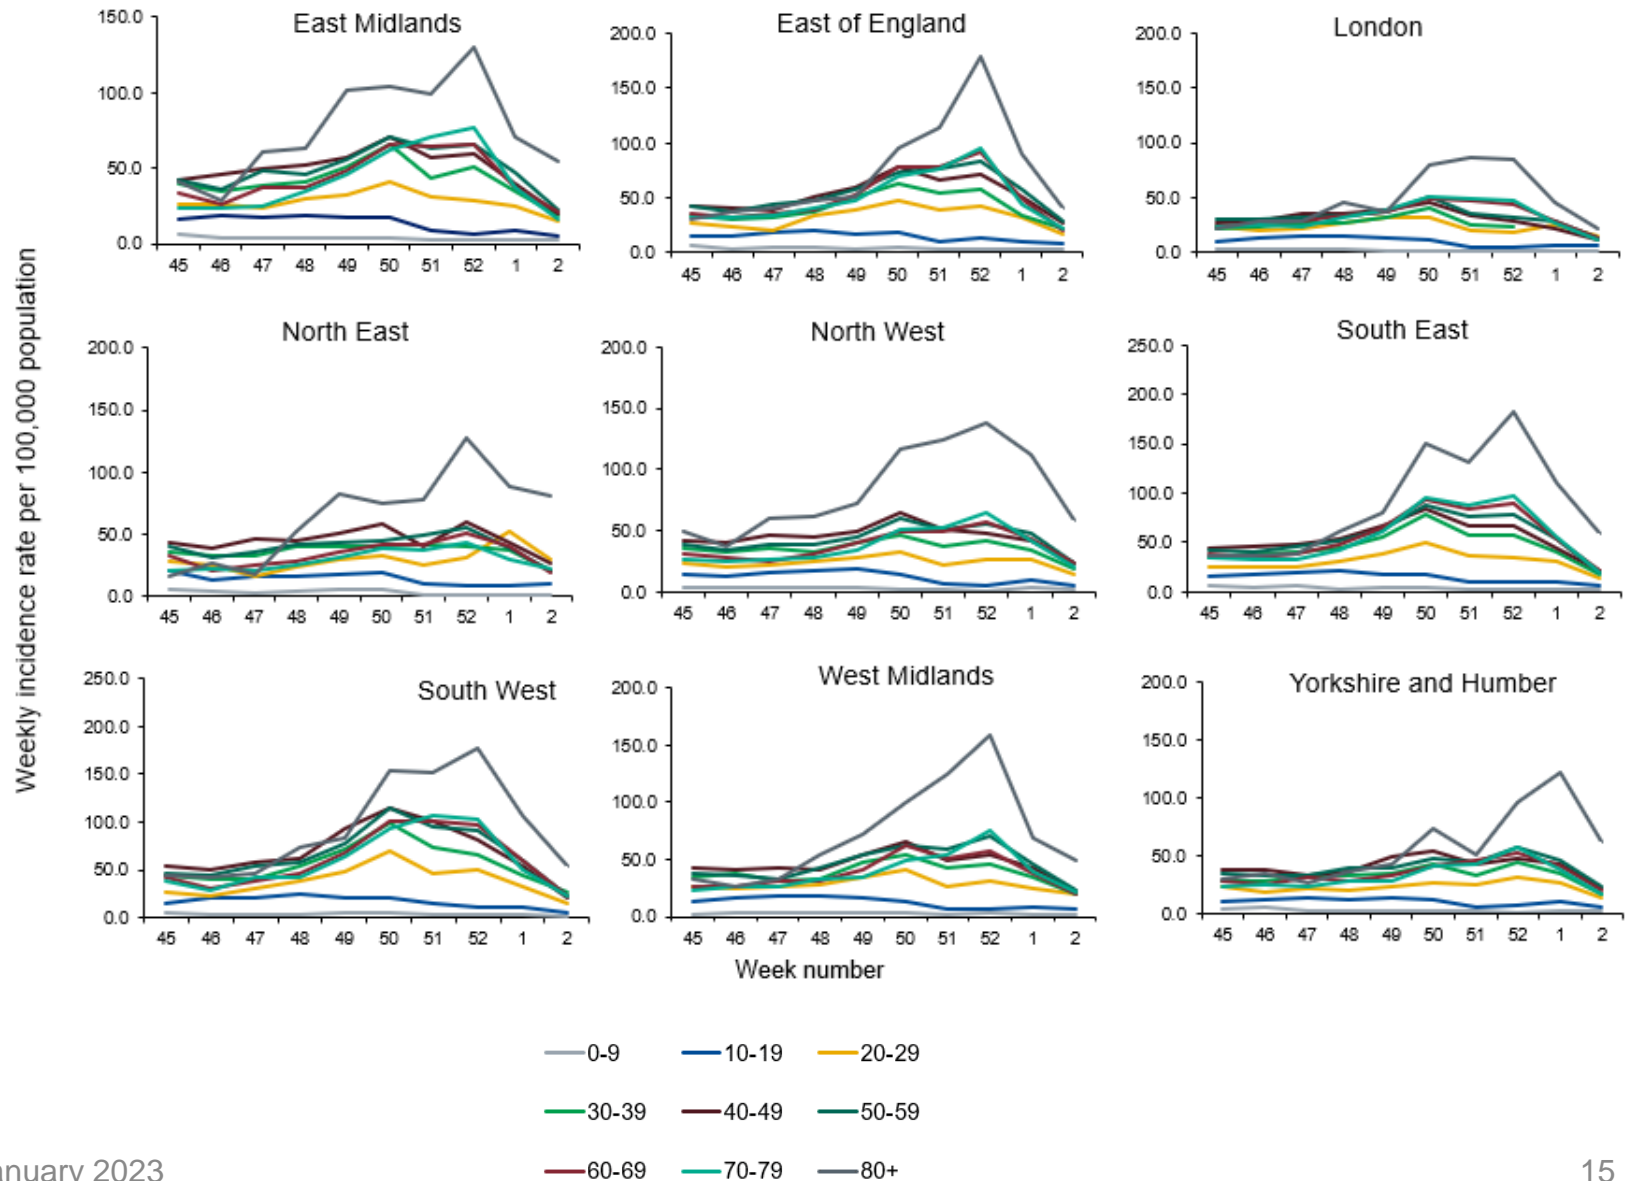 East Midlands
150.0
100.0
50.0
0.0
45 46 47 48 49 50 51 52 1 2
East of England
200.0
150.0
100.0
50.0
0.0
45 46 47 48 49 50 51 52 1 2
London
200.0
150.0
100.0
50.0
0.0
45 46 47 48 49 50 51 52 1 2
Weekly incidence rate per 100,000 population
North East
200.0
150.0
100.0
50.0
0.0
45 46 47 48 49 50 51 52 1 2
North West
200.0
150.0
100.0
50.0
0.0
45 46 47 48 49 50 51 52 1 2
South East
250.0
200.0
150.0
100.0
50.0
0.0
45 46 47 48 49 50 51 52 1 2
South West
250.0
200.0
150.0
100.0
50.0
0.0
45 46 47 48 49 50 51 52 1 2
West Midlands
200.0
150.0
100.0
50.0
0.0
45 46 47 48 49 50 51 52 1 2
Yorkshire and Humber
200.0
150.0
100.0
50.0
0.0
45 46 47 48 49 50 51 52 1 2
Week number
0-9 10-19 20-29
30-39 40-49 50-59
60-69 70-79 80+
anuary 2023
15